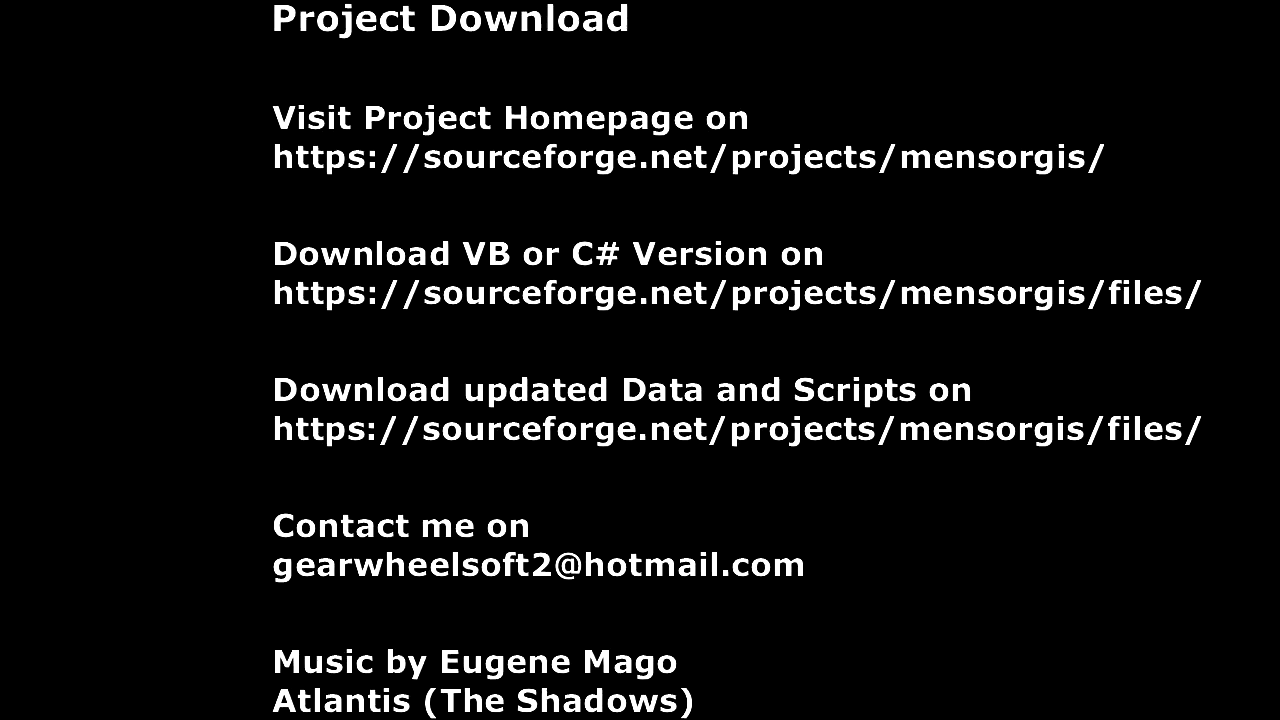 Project Download
Visit Project Homepage on
https://sourceforge.net/projects/mensorgis/
Download VB or C# Version on
https://sourceforge.net/projects/mensorgis/files/
Download updated Data and Scripts on
https://sourceforge.net/projects/mensorgis/files/
Contact me on
gearwheelsoft2@hotmail.com
Music by Eugene Mago
Atlantis (The Shadows)